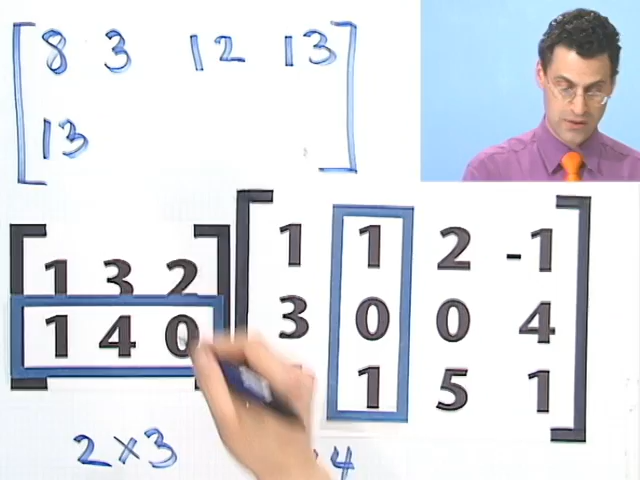 8 3 12 13
13
1 3 2
1 4 0
1 1 2 -1
3 0 0 4
1 5 1
2×3
4